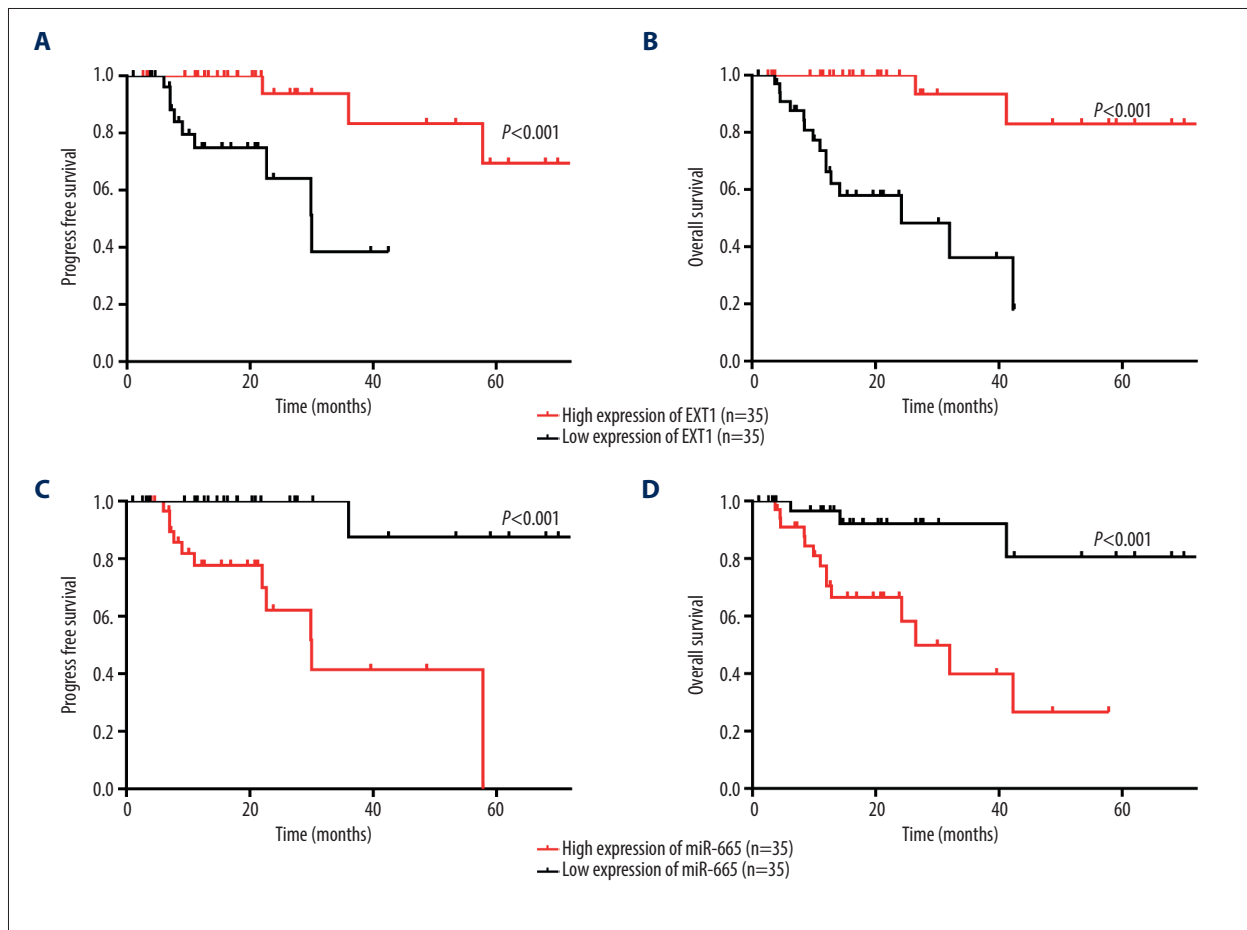 A
Progress free survival
1.0
0.8
06.
0.4
0.2
0.0
0
20
40
60
Time (months)
P<0.001
B
Overall survival
1.0
0.8
06.
0.4
0.2
0.0
0
20
40
60
Time (months)
P<0.001
High expression of EXT1 (n=35)
Low expression of EXT1 (n=35)
C
Progress free survival
1.0
0.8
06.
0.4
0.2
0.0
0
20
40
60
Time (months)
P<0.001
D
Overall survival
1.0
0.8
06.
0.4
0.2
0.0
0
20
40
60
Time (months)
P<0.001
High expression of miR-665 (n=35)
Low expression of miR-665 (n=35)